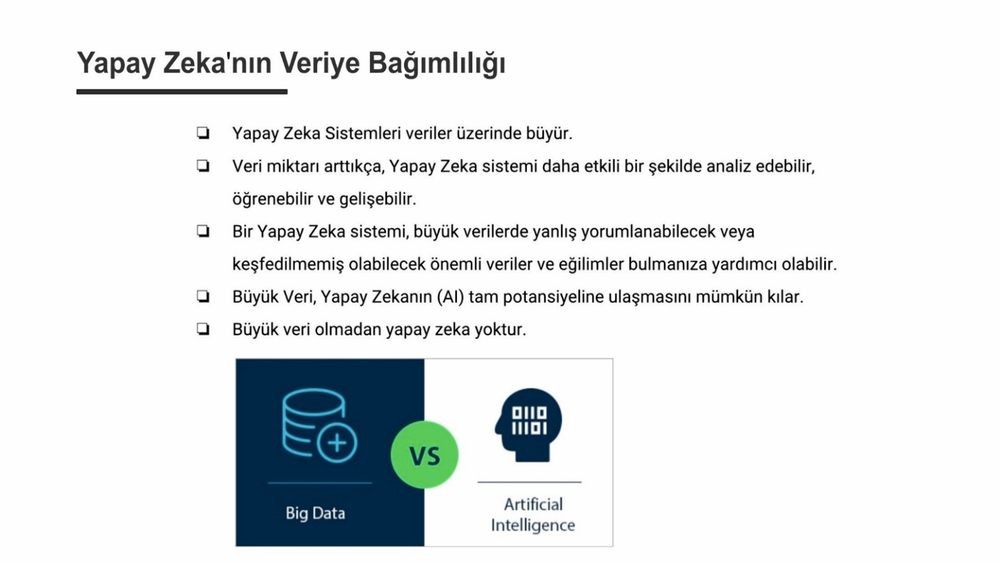 Yapay Zeka'nın Veriye Bağımlılığı
Yapay Zeka Sistemleri veriler üzerinde büyür.
Veri miktarı arttıkça, Yapay Zeka sistemi daha etkili bir şekilde analiz edebilir,
öğrenebilir ve gelişebilir.
Bir Yapay Zeka sistemi, büyük verilerde yanlış yorumlanabilecek veya
keşfedilmemiş olabilecek önemli veriler ve eğilimler bulmanıza yardımcı olabilir.
Büyük Veri, Yapay Zekanın (AI) tam potansiyeline ulaşmasını mümkün kılar.
Büyük veri olmadan yapay zeka yoktur.
Big Data
VS
0110
11101
Artificial
Intelligence